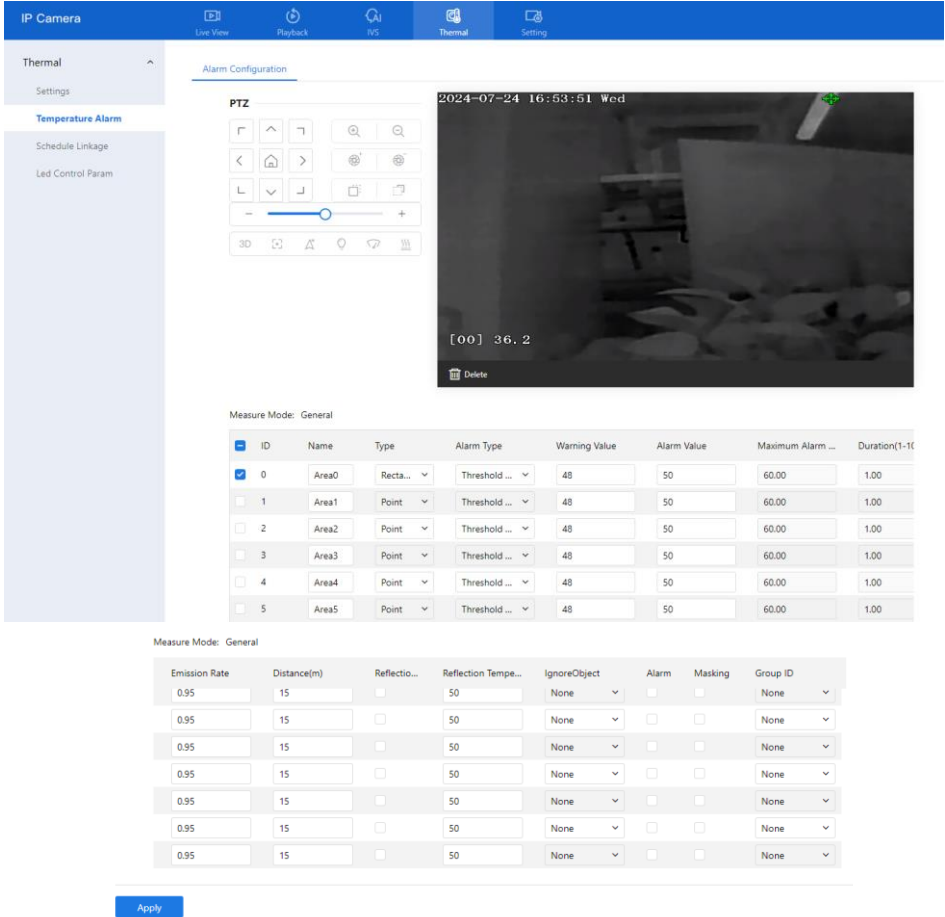 IP Camera
Live View Playback IVS Thermal Setting
Thermal
Settings
Temperature Alarm
Schedule Linkage
Led Control Param
Alarm Configuration
PTZ
3D
2024-07-24 16:53:51 Wed
[00] 36.2
Delete
Measure Mode: General
ID Name Type Alarm Type Warning Value Alarm Value Maximum Alarm ... Duration(1-10
0 Area0 Recta... Threshold ... 48 50 60.00 1.00
1 Area1 Point Threshold ... 48 50 60.00 1.00
2 Area2 Point Threshold ... 48 50 60.00 1.00
3 Area3 Point Threshold ... 48 50 60.00 1.00
4 Area4 Point Threshold ... 48 50 60.00 1.00
5 Area5 Point Threshold ... 48 50 60.00 1.00
Measure Mode: General
Emission Rate Distance(m) Reflectio... Reflection Tempe... IgnoreObject Alarm Masking Group ID
0.95 15 50 None None
0.95 15 50 None None
0.95 15 50 None None
0.95 15 50 None None
0.95 15 50 None None
0.95 15 50 None None
0.95 15 50 None None
Apply